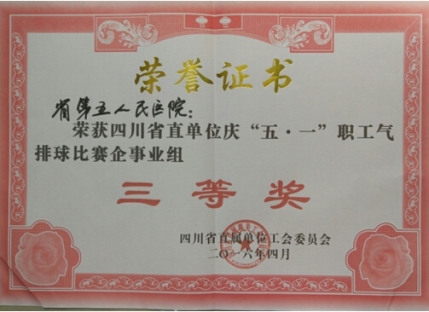 荣誉证书
省第五人民医院：
荣获四川省直单位庆“五·一”职工气
排球比赛企事业组
三等奖
四川省直属单位工会委员会
二〇一六年四月